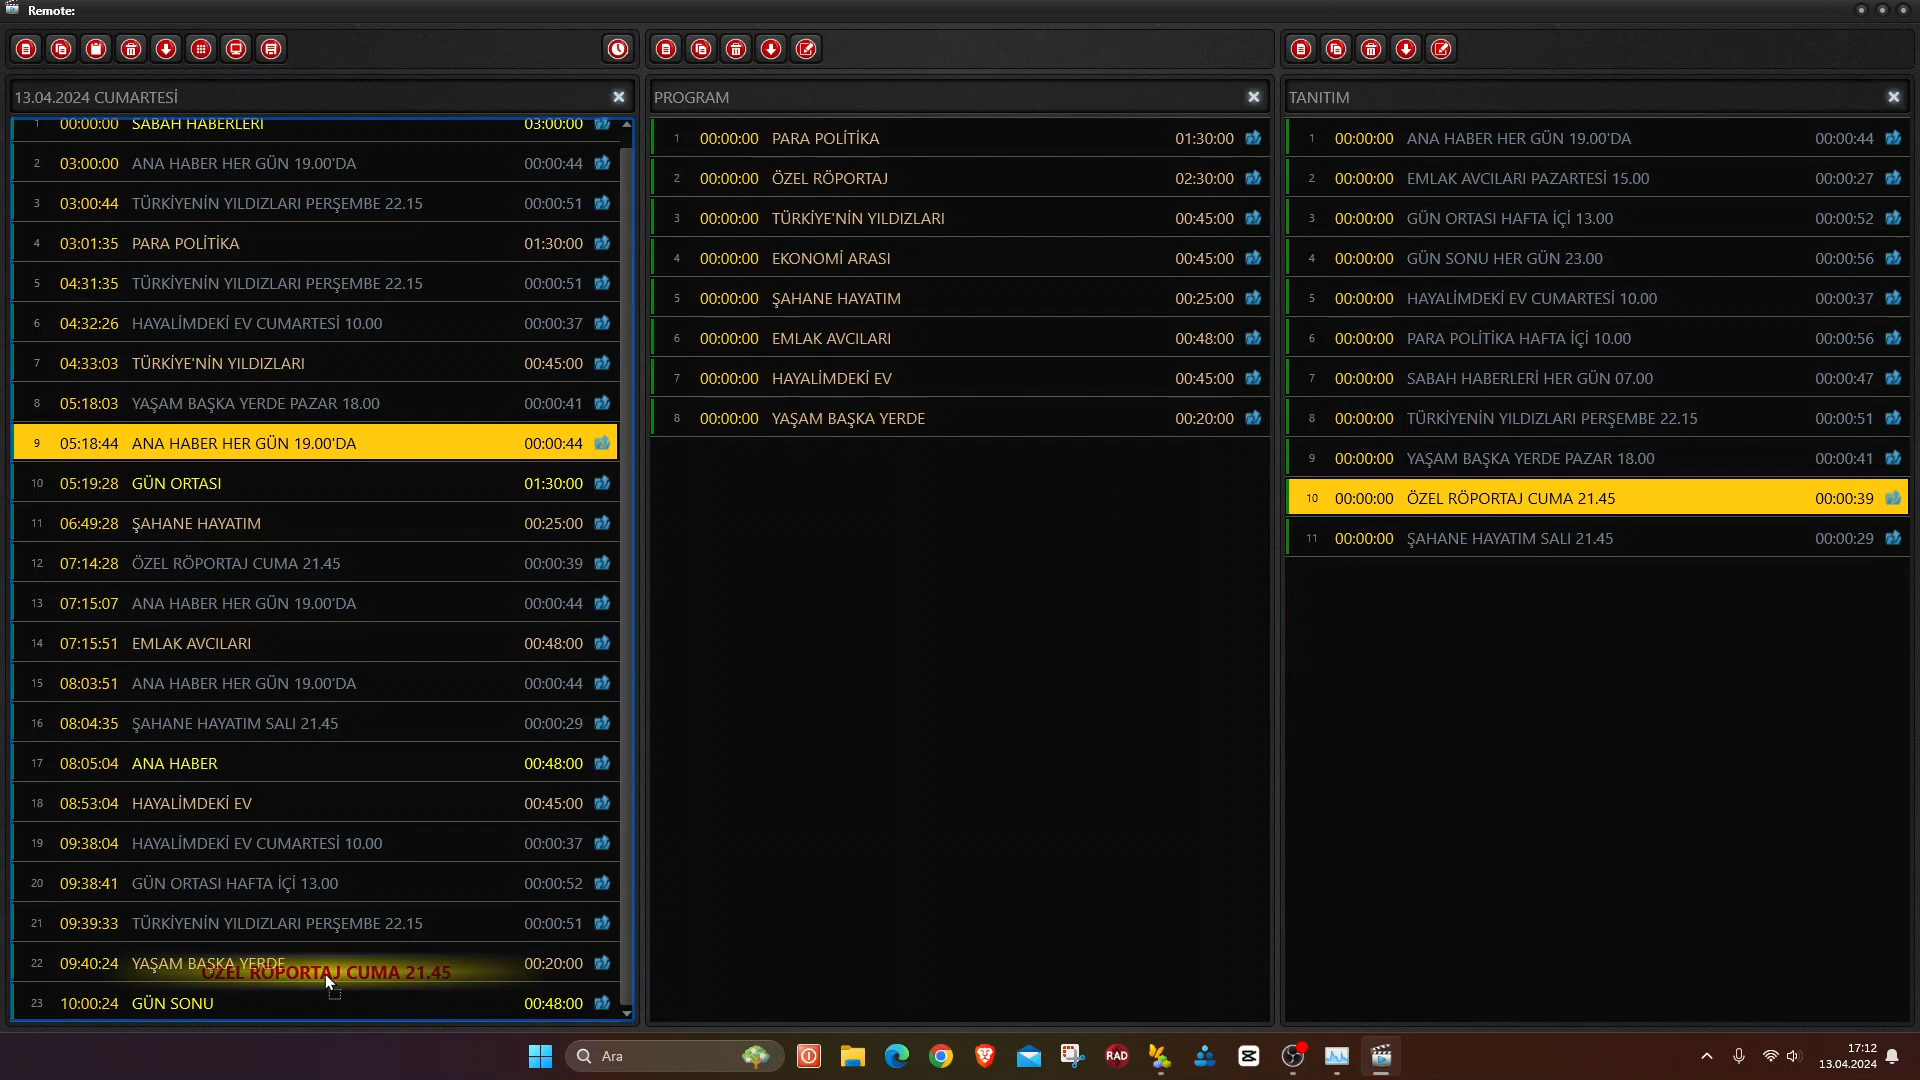 Remote:
13.04.2024 CUMARTESİ
1 00:00:00 SABAH HABERLERİ 03:00:00
2 03:00:00 ANA HABER HER GÜN 19.00'DA 00:00:44
3 03:00:44 TÜRKİYENİN YILDIZLARI PERŞEMBE 22.15 00:00:51
4 03:01:35 PARA POLİTİKA 01:30:00
5 04:31:35 TÜRKİYENİN YILDIZLARI PERŞEMBE 22.15 00:00:51
6 04:32:26 HAYALİMDEKİ EV CUMARTESİ 10.00 00:00:37
7 04:33:03 TÜRKİYE'NİN YILDIZLARI 00:45:00
8 05:18:03 YAŞAM BAŞKA YERDE PAZAR 18.00 00:00:41
9 05:18:44 ANA HABER HER GÜN 19.00'DA 00:00:44
10 05:19:28 GÜN ORTASI 01:30:00
11 06:49:28 ŞAHANE HAYATIM 00:25:00
12 07:14:28 ÖZEL RÖPORTAJ CUMA 21.45 00:00:39
13 07:15:07 ANA HABER HER GÜN 19.00'DA 00:00:44
14 07:15:51 EMLAK AVCILARI 00:48:00
15 08:03:51 ANA HABER HER GÜN 19.00'DA 00:00:44
16 08:04:35 ŞAHANE HAYATIM SALI 21.45 00:00:29
17 08:05:04 ANA HABER 00:48:00
18 08:53:04 HAYALİMDEKİ EV 00:45:00
19 09:38:04 HAYALİMDEKİ EV CUMARTESİ 10.00 00:00:37
20 09:38:41 GÜN ORTASI HAFTA İÇİ 13.00 00:00:52
21 09:39:33 TÜRKİYENİN YILDIZLARI PERŞEMBE 22.15 00:00:51
22 09:40:24 YAŞAM BAŞKA YERDE 00:20:00
ÖZEL RÖPORTAJ CUMA 21.45
23 10:00:24 GÜN SONU 00:48:00
PROGRAM
1 00:00:00 PARA POLİTİKA 01:30:00
2 00:00:00 ÖZEL RÖPORTAJ 02:30:00
3 00:00:00 TÜRKİYE'NİN YILDIZLARI 00:45:00
4 00:00:00 EKONOMİ ARASI 00:45:00
5 00:00:00 ŞAHANE HAYATIM 00:25:00
6 00:00:00 EMLAK AVCILARI 00:48:00
7 00:00:00 HAYALİMDEKİ EV 00:45:00
8 00:00:00 YAŞAM BAŞKA YERDE 00:20:00
TANITIM
1 00:00:00 ANA HABER HER GÜN 19.00'DA 00:00:44
2 00:00:00 EMLAK AVCILARI PAZARTESİ 15.00 00:00:27
3 00:00:00 GÜN ORTASI HAFTA İÇİ 13.00 00:00:52
4 00:00:00 GÜN SONU HER GÜN 23.00 00:00:56
5 00:00:00 HAYALİMDEKİ EV CUMARTESİ 10.00 00:00:37
6 00:00:00 PARA POLİTİKA HAFTA İÇİ 10.00 00:00:56
7 00:00:00 SABAH HABERLERİ HER GÜN 07.00 00:00:47
8 00:00:00 TÜRKİYENİN YILDIZLARI PERŞEMBE 22.15 00:00:51
9 00:00:00 YAŞAM BAŞKA YERDE PAZAR 18.00 00:00:41
10 00:00:00 ÖZEL RÖPORTAJ CUMA 21.45 00:00:39
11 00:00:00 ŞAHANE HAYATIM SALI 21.45 00:00:29
Ara
RAD
17:12
13.04.2024